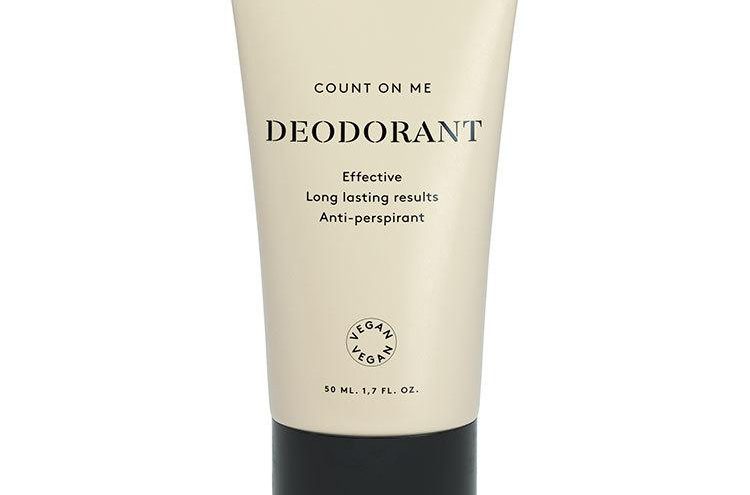 COUNT ON ME
DEODORANT
Effective
Long lasting results
Anti-perspirant
VEGAN
VEGAN
50 ML. 1,7 FL. OZ.